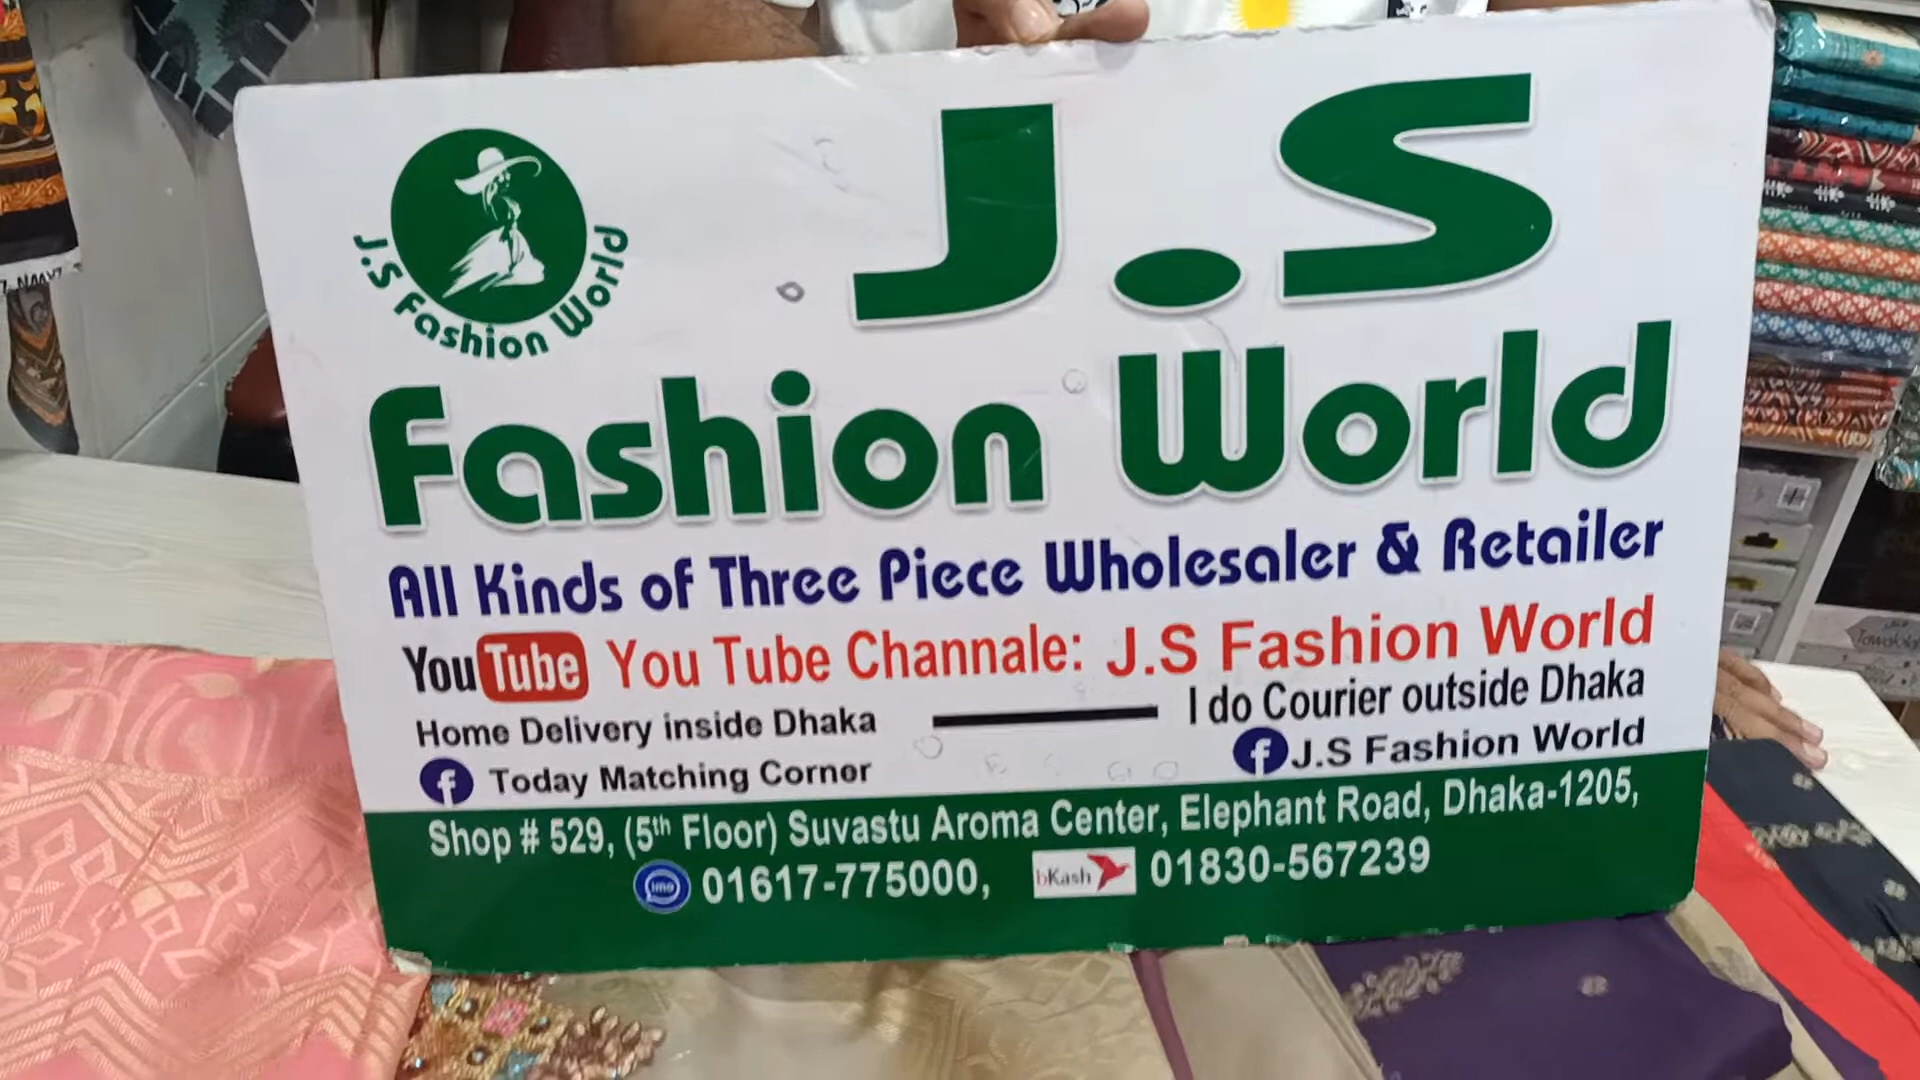 J.S
J.S Fashion World
Fashion World
All Kinds of Three Piece Wholesaler & Retailer
YouTube You Tube Channale: J.S Fashion World
Home Delivery inside Dhaka
I do Courier outside Dhaka
f Today Matching Corner
f J.S Fashion World
Shop # 529, (5th Floor) Suvastu Aroma Center, Elephant Road, Dhaka-1205,
imo 01617-775000, bKash 01830-567239